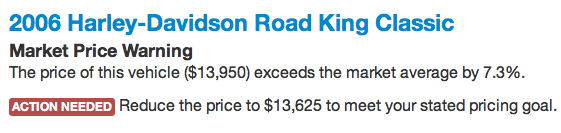 2006 Harley-Davidson Road King Classic
Market Price Warning
The price of this vehicle ($13,950) exceeds the market average by 7.3%.
ACTION NEEDED Reduce the price to $13,625 to meet your stated pricing goal.